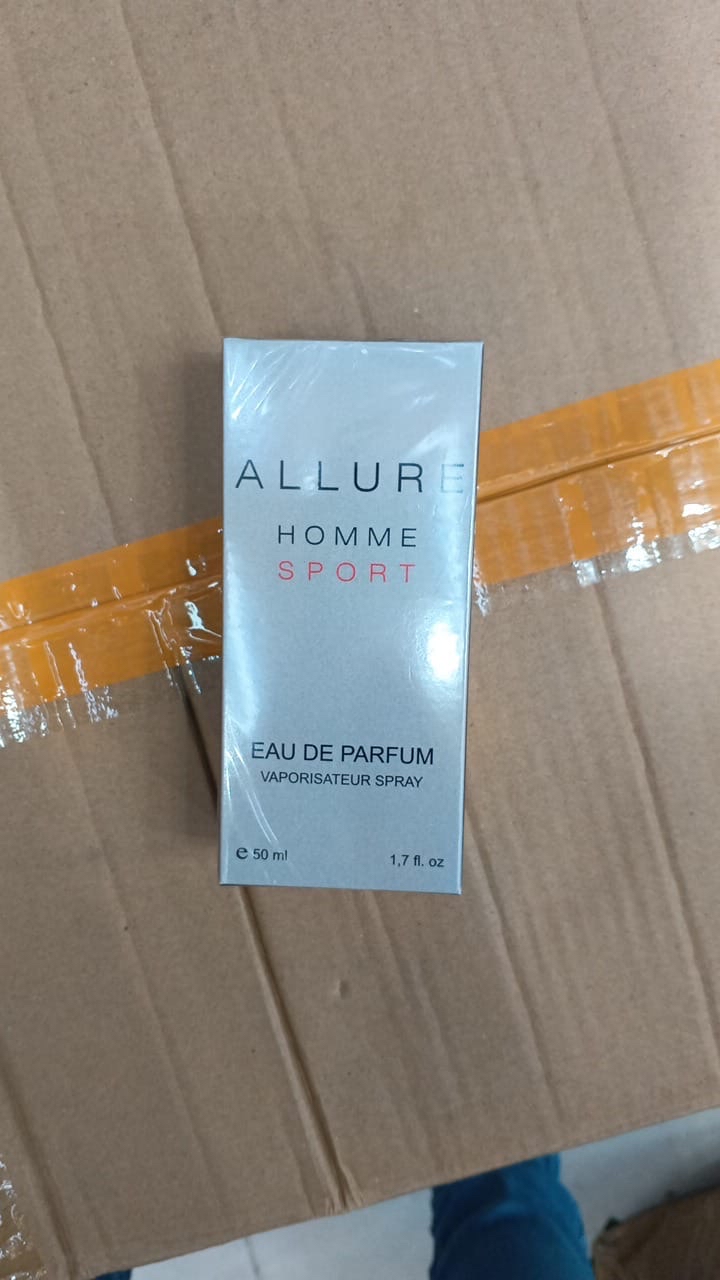 ALLURE
HOMME
SPORT
EAU DE PARFUM
VAPORISATEUR SPRAY
e 50 ml
1,7 fl. oz